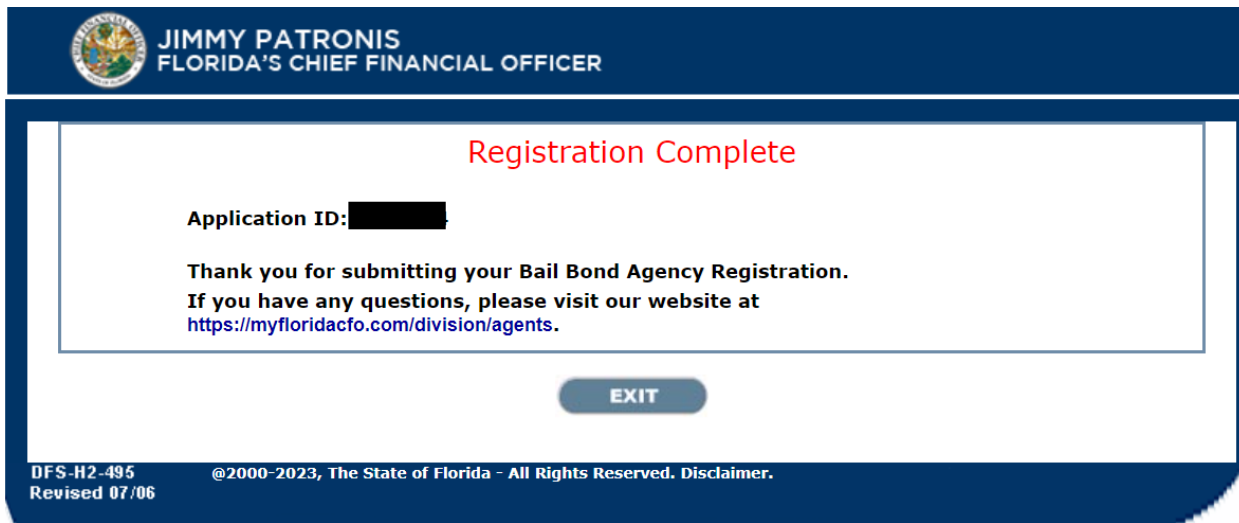 JIMMY PATRONIS
FLORIDA'S CHIEF FINANCIAL OFFICER
Registration Complete
Application ID:
Thank you for submitting your Bail Bond Agency Registration.
If you have any questions, please visit our website at
https://myfloridacfo.com/division/agents.
EXIT
DFS-H2-495
@2000-2023, The State of Florida - All Rights Reserved. Disclaimer.
Revised 07/06